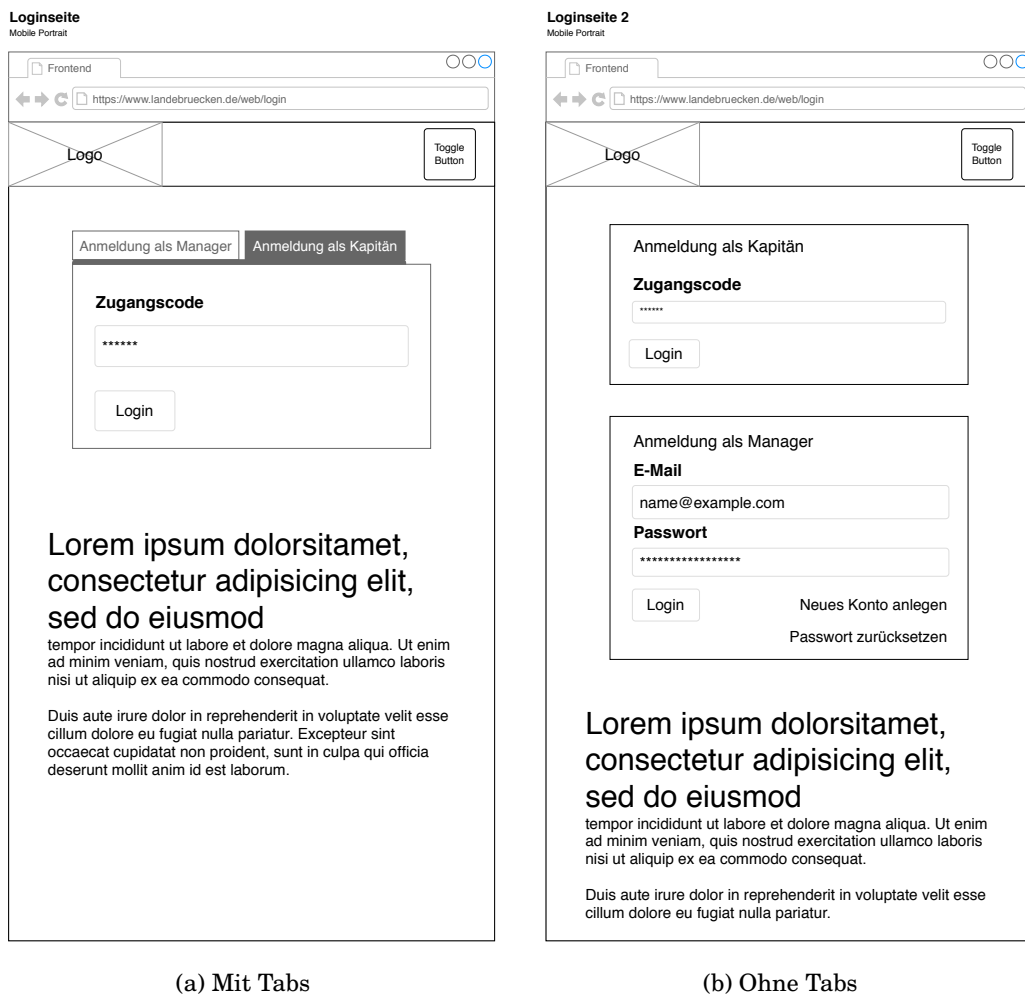 Loginseite
Mobile Portrait
Frontend
https://www.landebruecken.de/web/login
Logo
Toggle
Button
Anmeldung als Manager
Anmeldung als Kapitän
Zugangscode
******
Login
Lorem ipsum dolorsitamet,
consectetur adipisicing elit,
sed do eiusmod
tempor incididunt ut labore et dolore magna aliqua. Ut enim
ad minim veniam, quis nostrud exercitation ullamco laboris
nisi ut aliquip ex ea commodo consequat.
Duis aute irure dolor in reprehenderit in voluptate velit esse
cillum dolore eu fugiat nulla pariatur. Excepteur sint
occaecat cupidatat non proident, sunt in culpa qui officia
deserunt mollit anim id est laborum.
(a) Mit Tabs
Loginseite 2
Mobile Portrait
Frontend
https://www.landebruecken.de/web/login
Logo
Toggle
Button
Anmeldung als Kapitän
Zugangscode
******
Login
Anmeldung als Manager
E-Mail
name@example.com
Passwort
*****************
Login
Neues Konto anlegen
Passwort zurücksetzen
Lorem ipsum dolorsitamet,
consectetur adipisicing elit,
sed do eiusmod
tempor incididunt ut labore et dolore magna aliqua. Ut enim
ad minim veniam, quis nostrud exercitation ullamco laboris
nisi ut aliquip ex ea commodo consequat.
Duis aute irure dolor in reprehenderit in voluptate velit esse
cillum dolore eu fugiat nulla pariatur.
(b) Ohne Tabs